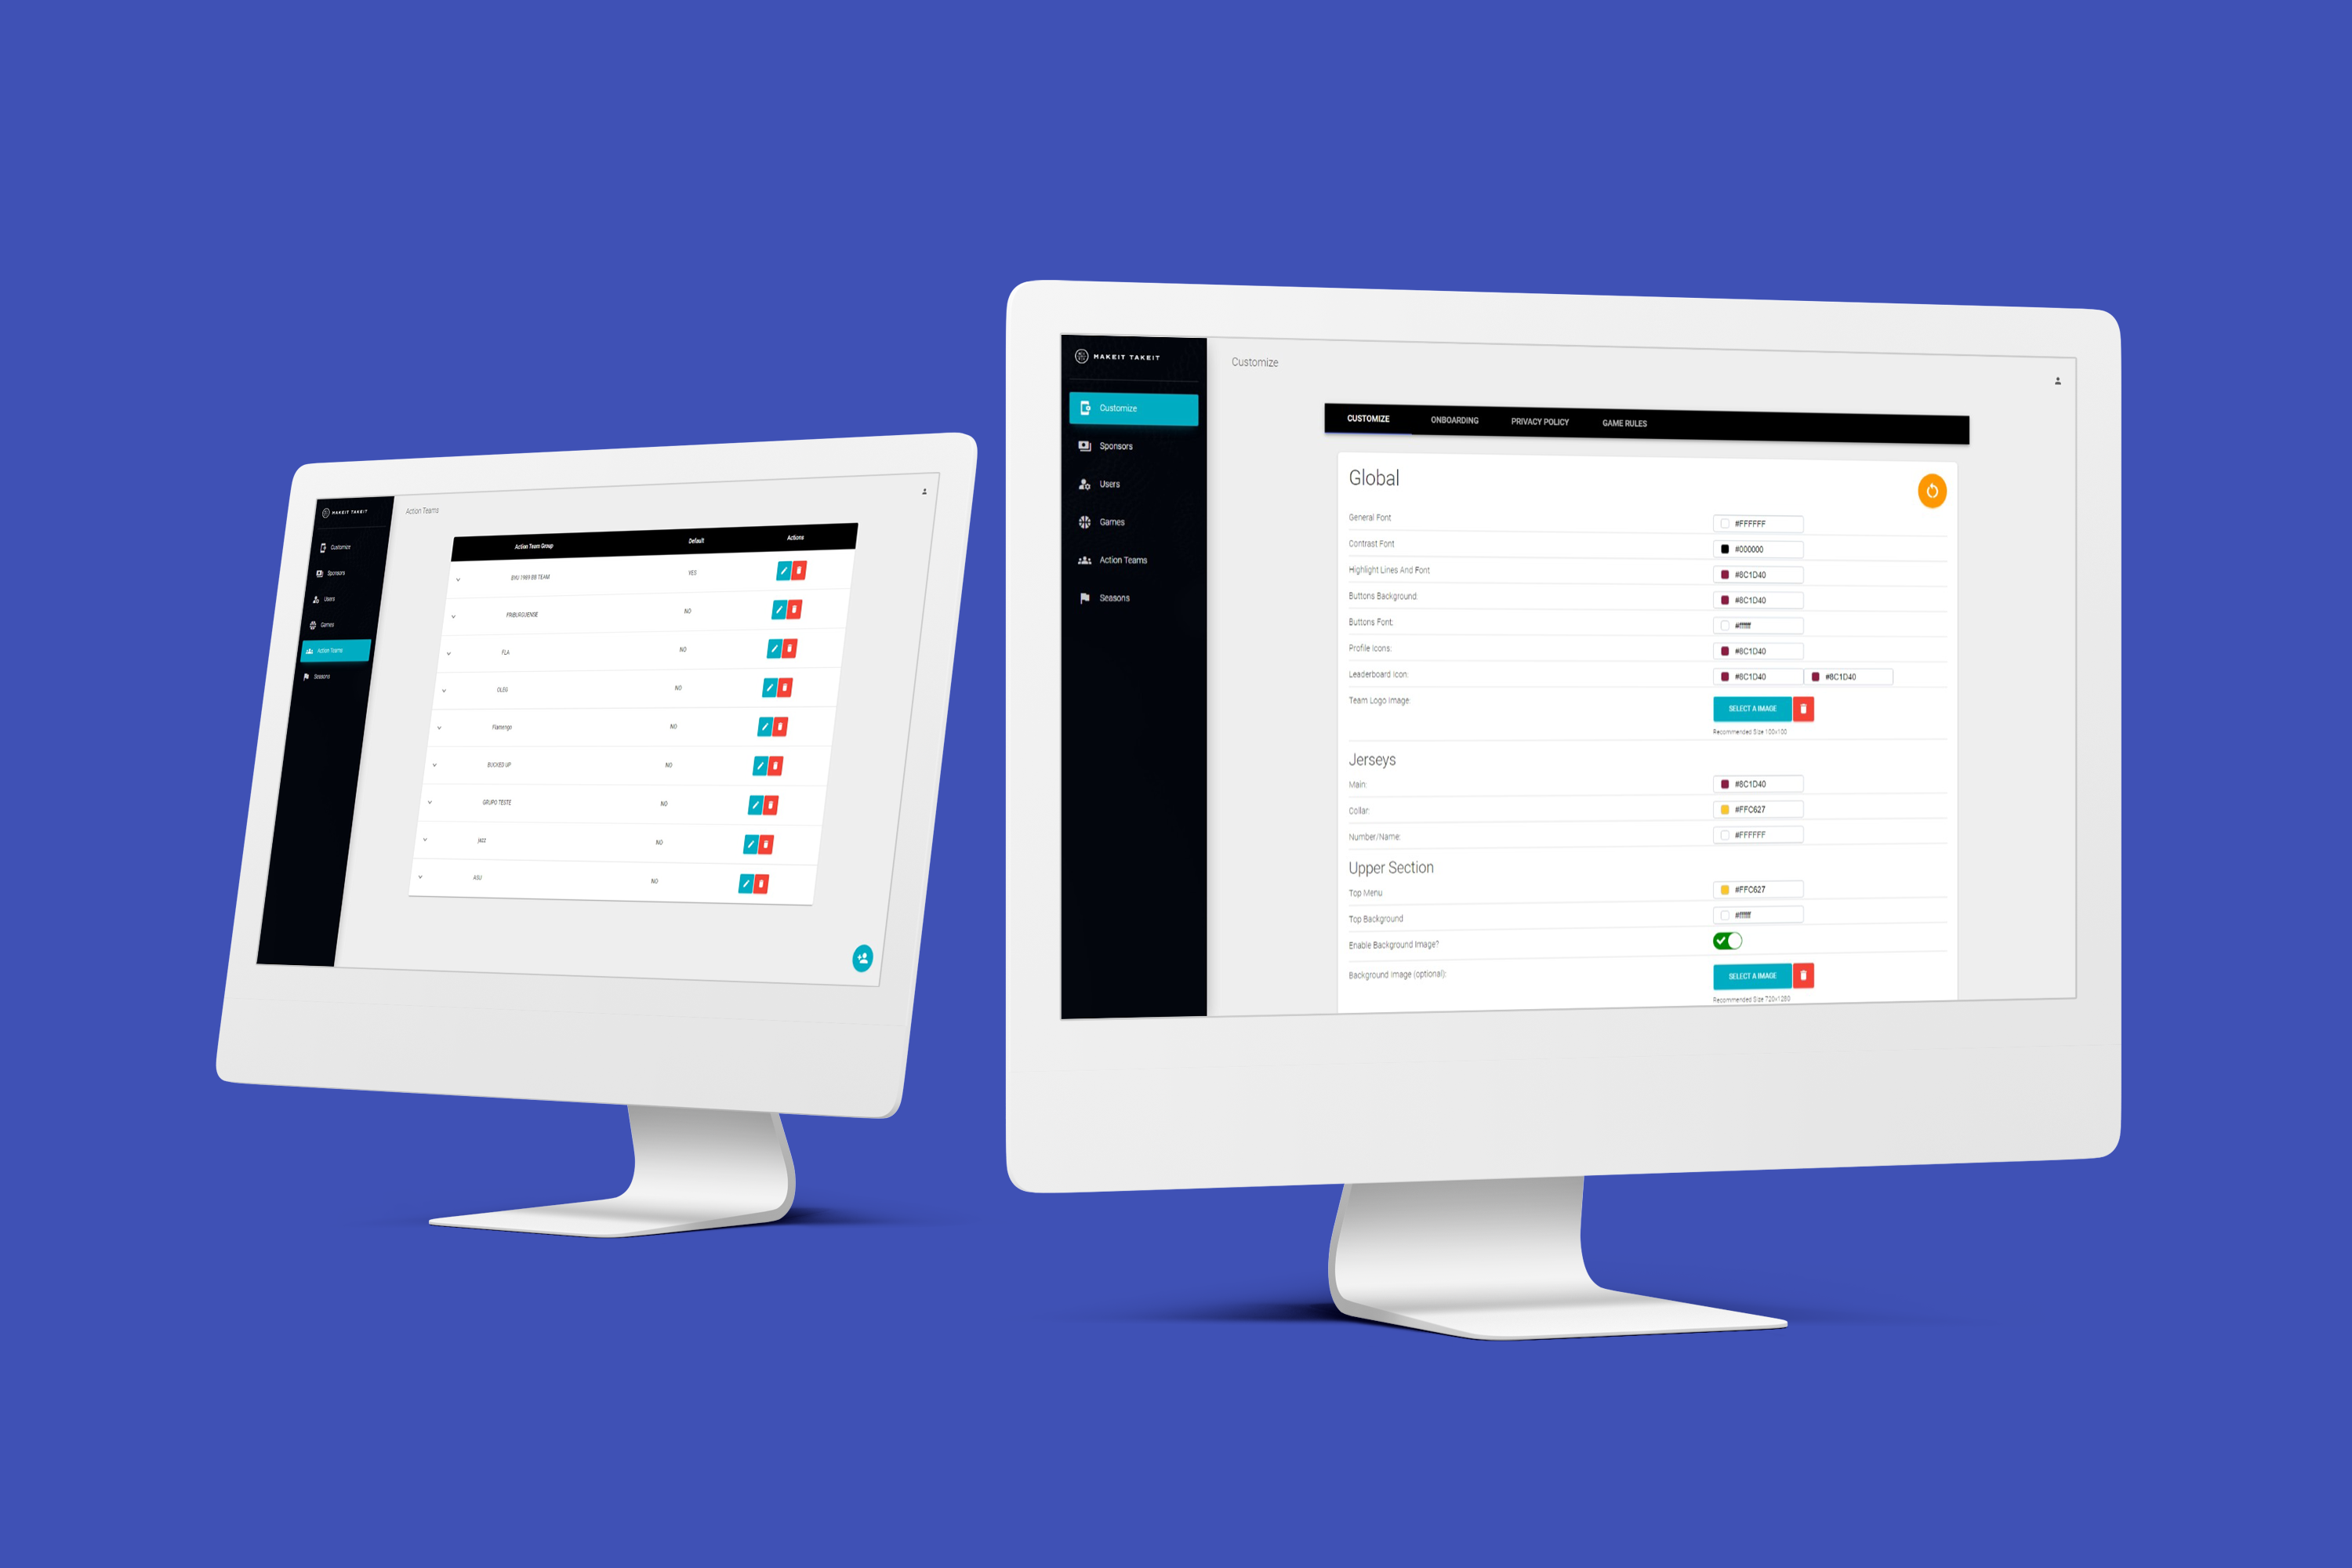 MAKEIT TAKEIT
Action Teams
Customize
Sponsors
Users
Games
Action Teams
Seasons
Action Team Group Default Actions
BYU 1989 BB TEAM YES
FRIBURGUENSE NO
FLA NO
OLEG NO
Flamengo NO
BUCKED UP NO
GRUPO TESTE NO
jazz NO
ASU NO
MAKEIT TAKEIT
Customize
Customize
Sponsors
Users
Games
Action Teams
Seasons
CUSTOMIZE ONBOARDING PRIVACY POLICY GAME RULES
Global
General Font #FFFFFF
Contrast Font #000000
Highlight Lines And Font #8C1D40
Buttons Background: #8C1D40
Buttons Font: #ffffff
Profile Icons: #8C1D40
Leaderboard Icon: #8C1D40 #8C1D40
Team Logo Image: SELECT A IMAGE
Recommended Size 100x100
Jerseys
Main: #8C1D40
Collar: #FFC627
Number/Name: #FFFFFF
Upper Section
Top Menu #FFC627
Top Background #ffffff
Enable Background Image?
Background Image (optional): SELECT A IMAGE
Recommended Size 720x1280